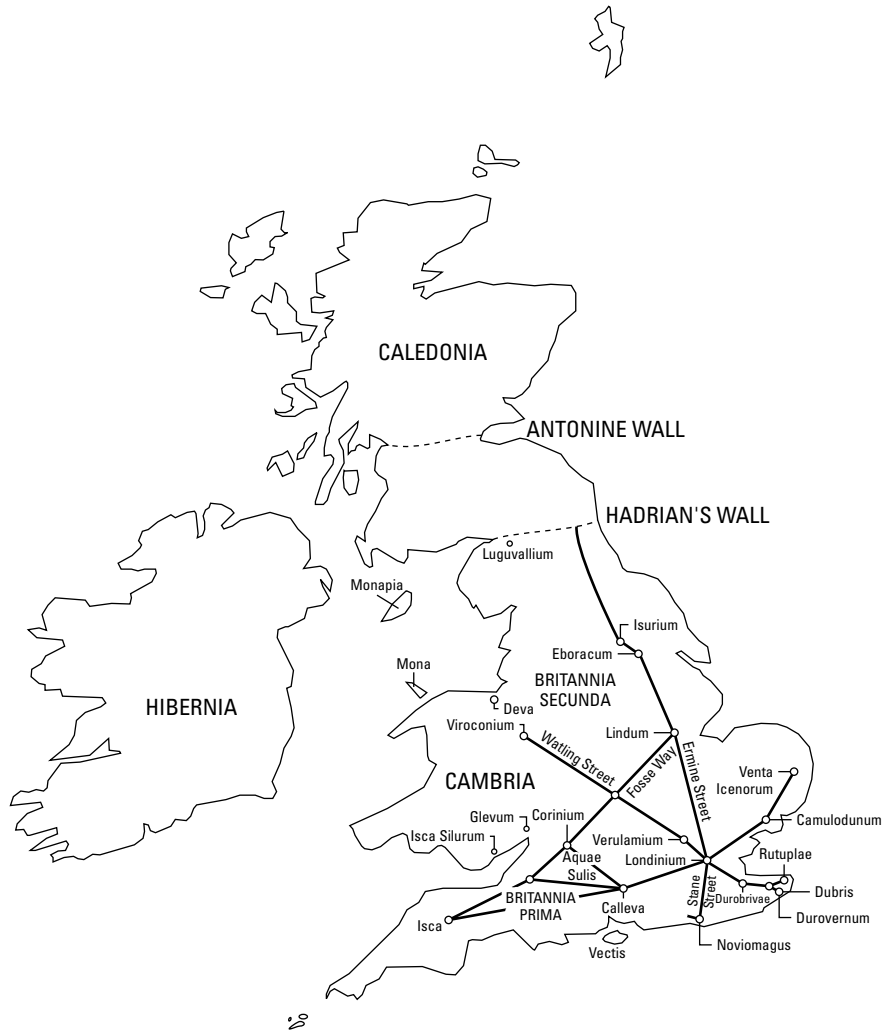 CALEDONIA
ANTONINE WALL
HADRIAN'S WALL
Luguvallium
Monapia
Isurium
Eboracum
Mona
BRITANNIA
SECUNDA
HIBERNIA
Deva
Viroconium
Lindum
Watling Street
Fosse Way
Ermine Street
Venta
Icenorum
CAMBRIA
Glevum
Corinium
Camulodunum
Isca Silurum
Verulamium
Aquae
Sulis
Londinium
Rutuplae
Stane
Street
Durobrivae
Dubris
BRITANNIA
PRIMA
Calleva
Durovernum
Isca
Noviomagus
Vectis